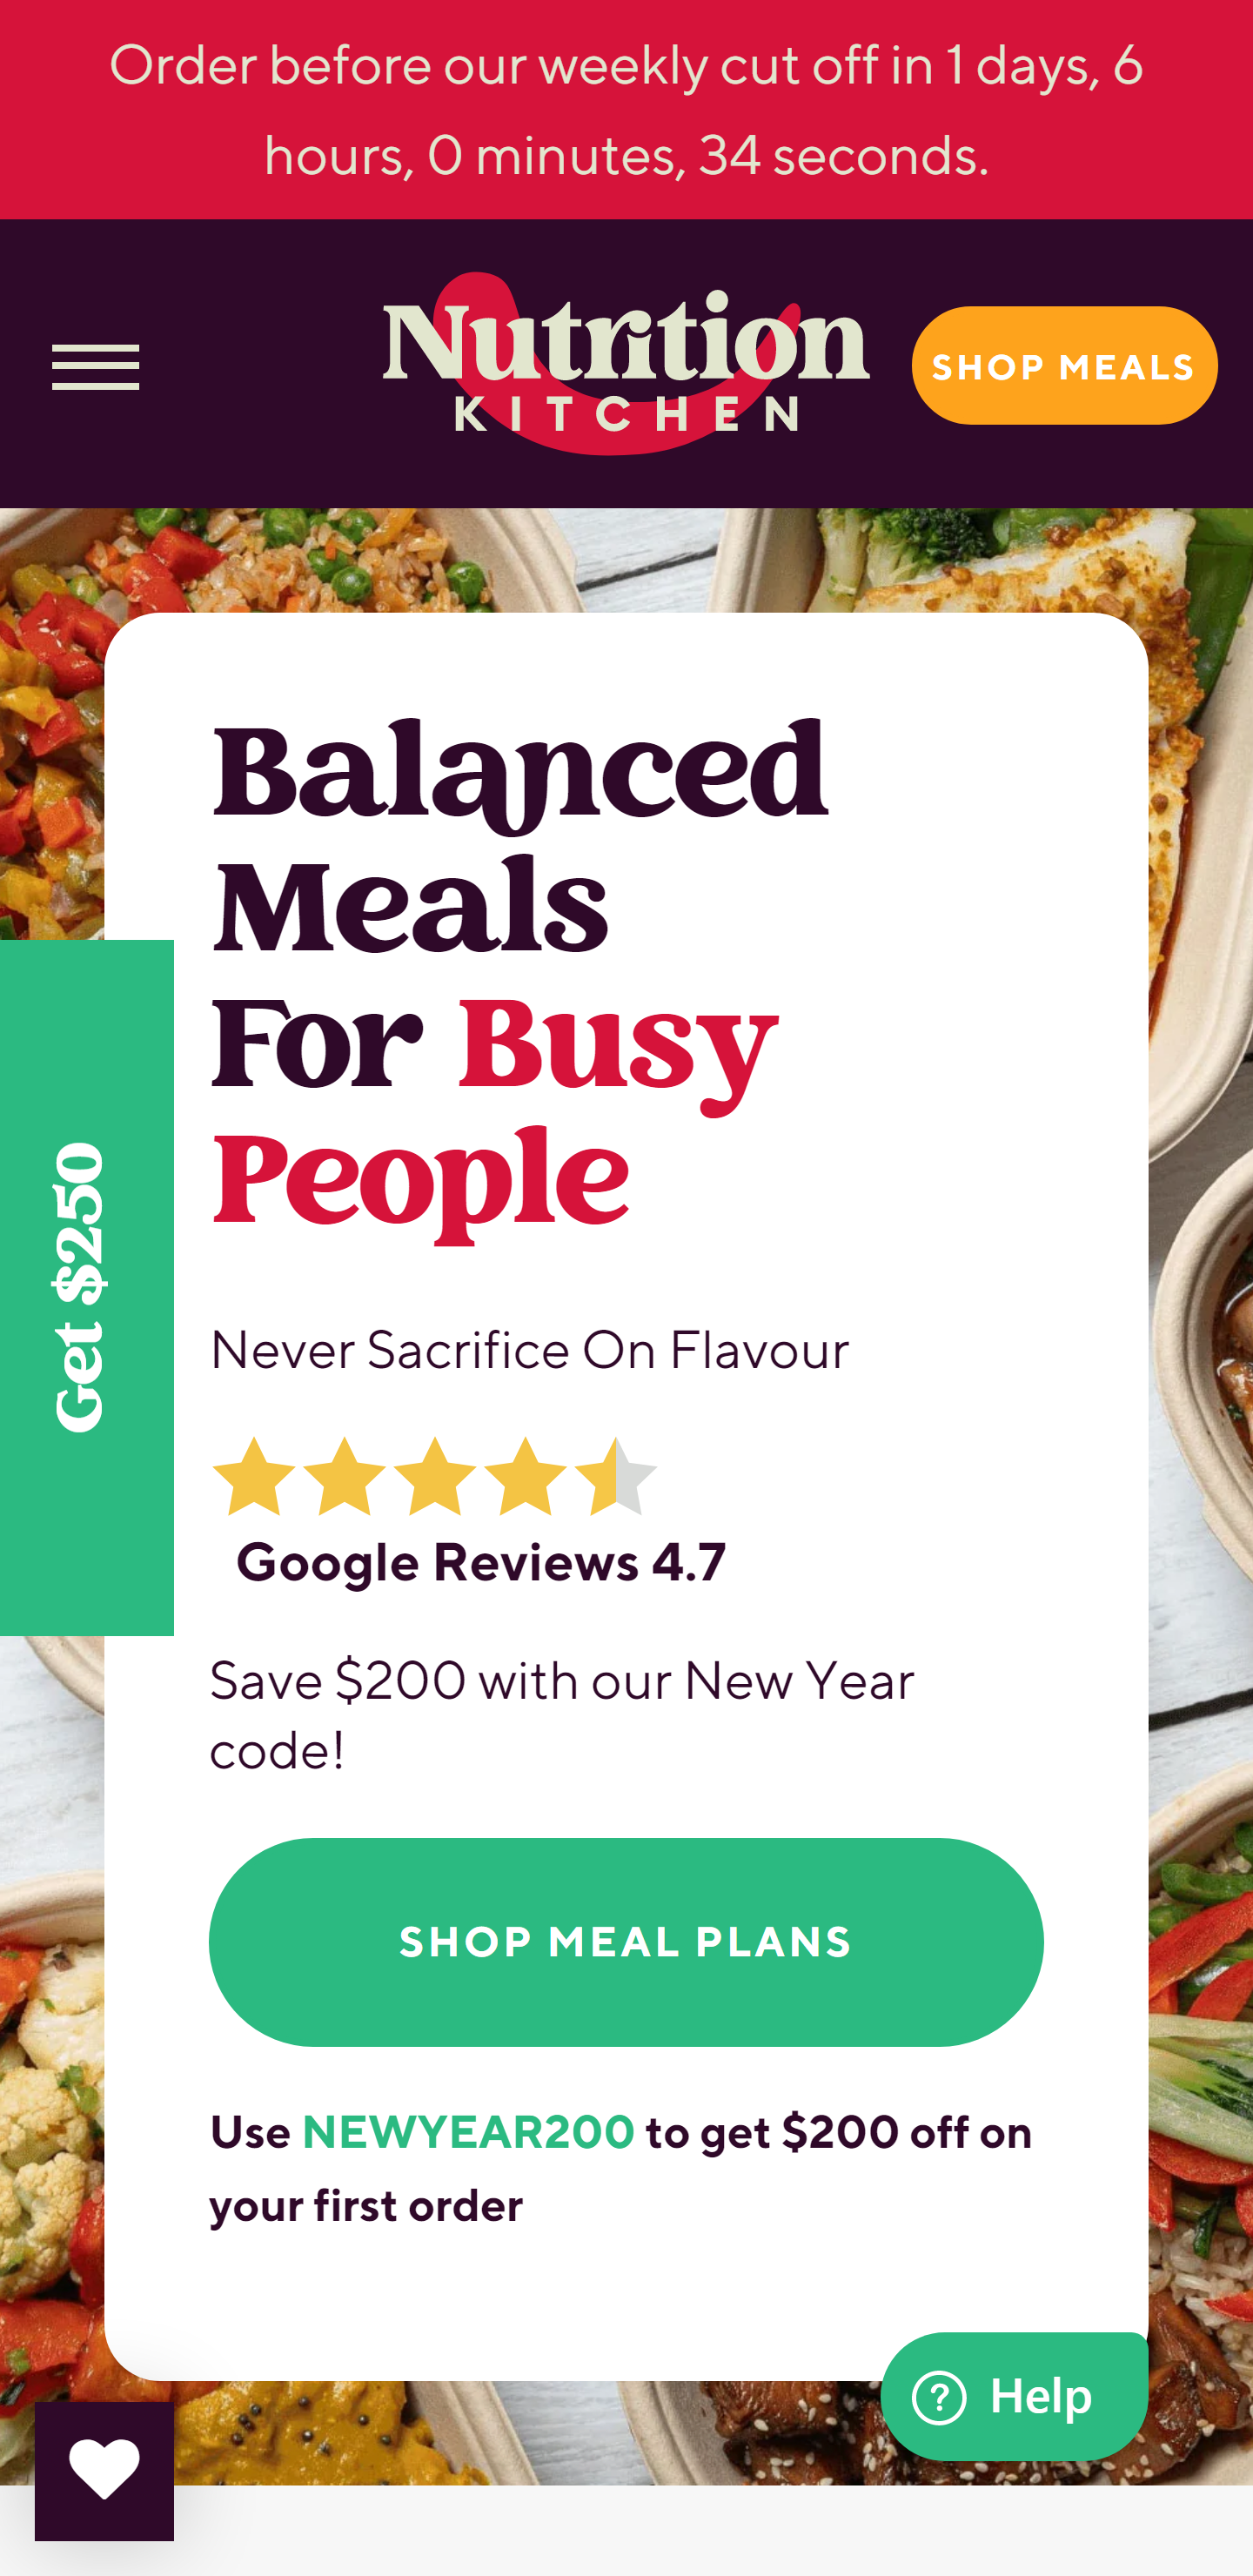 Order before our weekly cut off in 1 days, 6
hours, 0 minutes, 34 seconds.
Nutrition
KITCHEN
SHOP MEALS
Balanced
Meals
For Busy
People
Get $250
Never Sacrifice On Flavour
Google Reviews 4.7
Save $200 with our New Year
code!
SHOP MEAL PLANS
Use NEWYEAR200 to get $200 off on
your first order
? Help